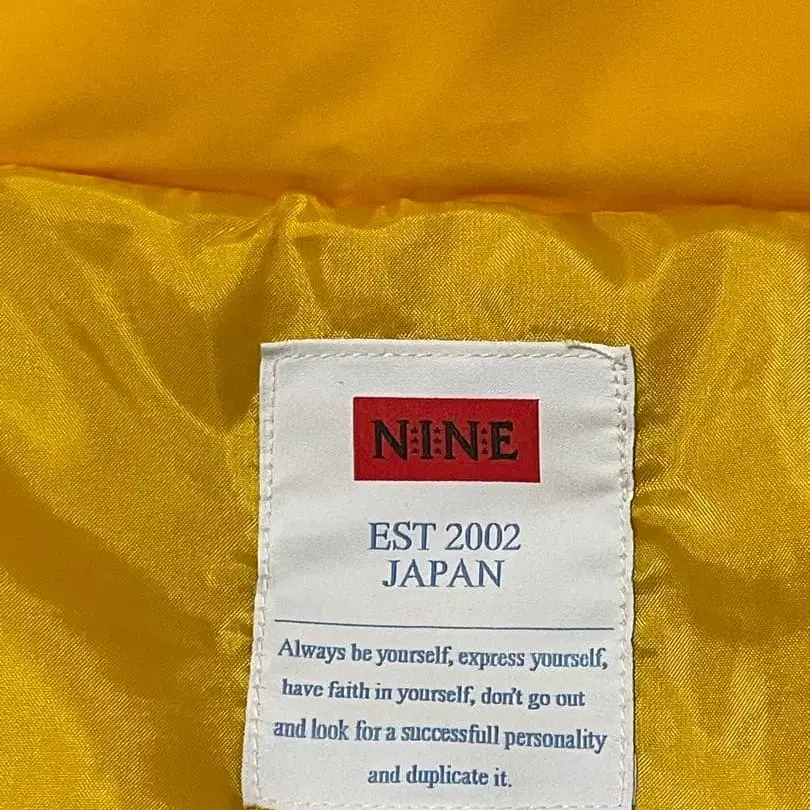 NINE
EST 2002
JAPAN
Always be yourself, express yourself,
have faith in yourself, don't go out
and look for a successfull personality
and duplicate it.